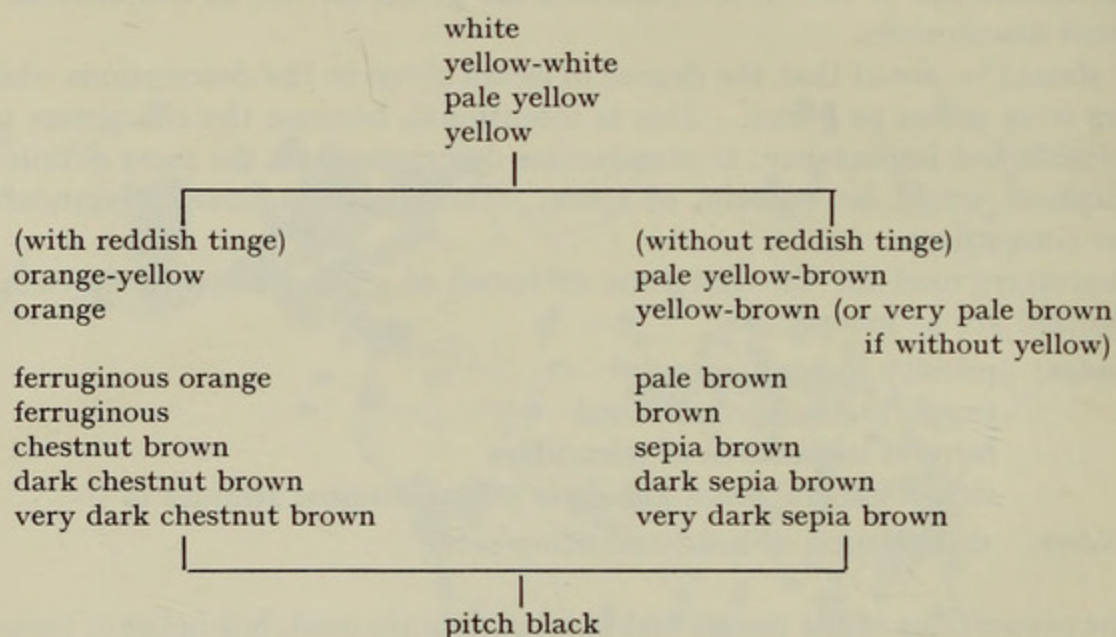 white
yellow-white
pale yellow
yellow
(with reddish tinge)
orange-yellow
orange
ferruginous orange
ferruginous
chestnut brown
dark chestnut brown
very dark chestnut brown
(without reddish tinge)
pale yellow-brown
yellow-brown (or very pale brown
if without yellow)
pale brown
brown
sepia brown
dark sepia brown
very dark sepia brown
pitch black